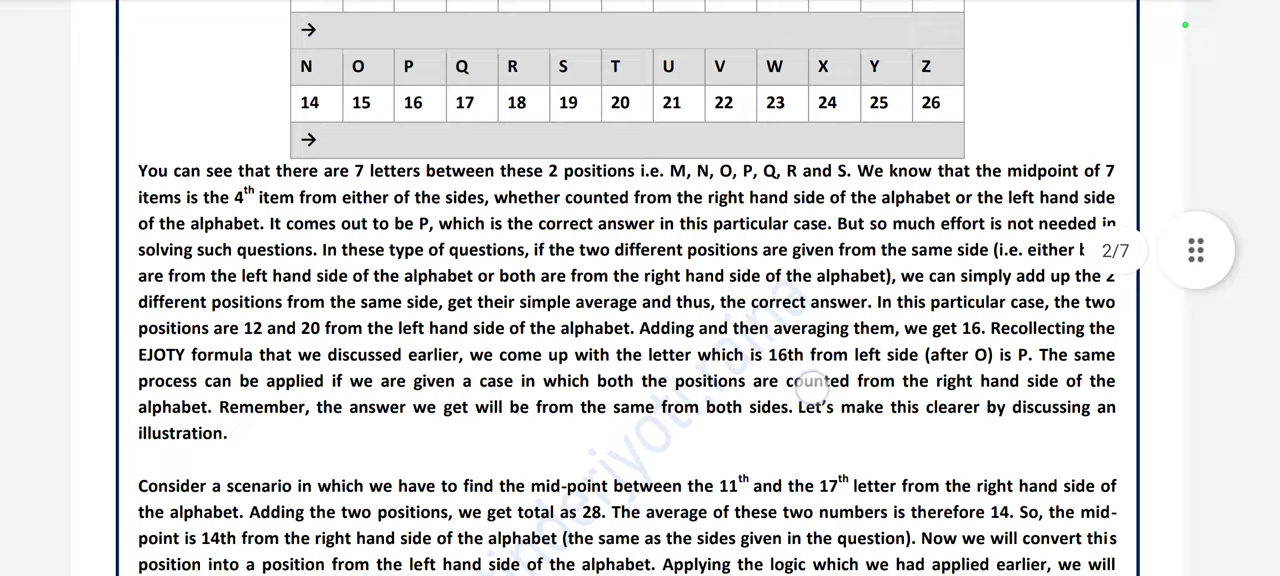 →
N O P Q R S T U V W X Y Z
14 15 16 17 18 19 20 21 22 23 24 25 26
→
You can see that there are 7 letters between these 2 positions i.e. M, N, O, P, Q, R and S. We know that the midpoint of 7
items is the 4th item from either of the sides, whether counted from the right hand side of the alphabet or the left hand side
of the alphabet. It comes out to be P, which is the correct answer in this particular case. But so much effort is not needed in
solving such questions. In these type of questions, if the two different positions are given from the same side (i.e. either
2/7
are from the left hand side of the alphabet or both are from the right hand side of the alphabet), we can simply add up the 2
different positions from the same side, get their simple average and thus, the correct answer. In this particular case, the two
positions are 12 and 20 from the left hand side of the alphabet. Adding and then averaging them, we get 16. Recollecting the
EJOTY formula that we discussed earlier, we come up with the letter which is 16th from left side (after O) is P. The same
process can be applied if we are given a case in which both the positions are counted from the right hand side of the
alphabet. Remember, the answer we get will be from the same from both sides. Let's make this clearer by discussing an
illustration.
Consider a scenario in which we have to find the mid-point between the 11th and the 17th letter from the right hand side of
the alphabet. Adding the two positions, we get total as 28. The average of these two numbers is therefore 14. So, the mid-
point is 14th from the right hand side of the alphabet (the same as the sides given in the question). Now we will convert this
position into a position from the left hand side of the alphabet. Applying the logic which we had applied earlier, we will